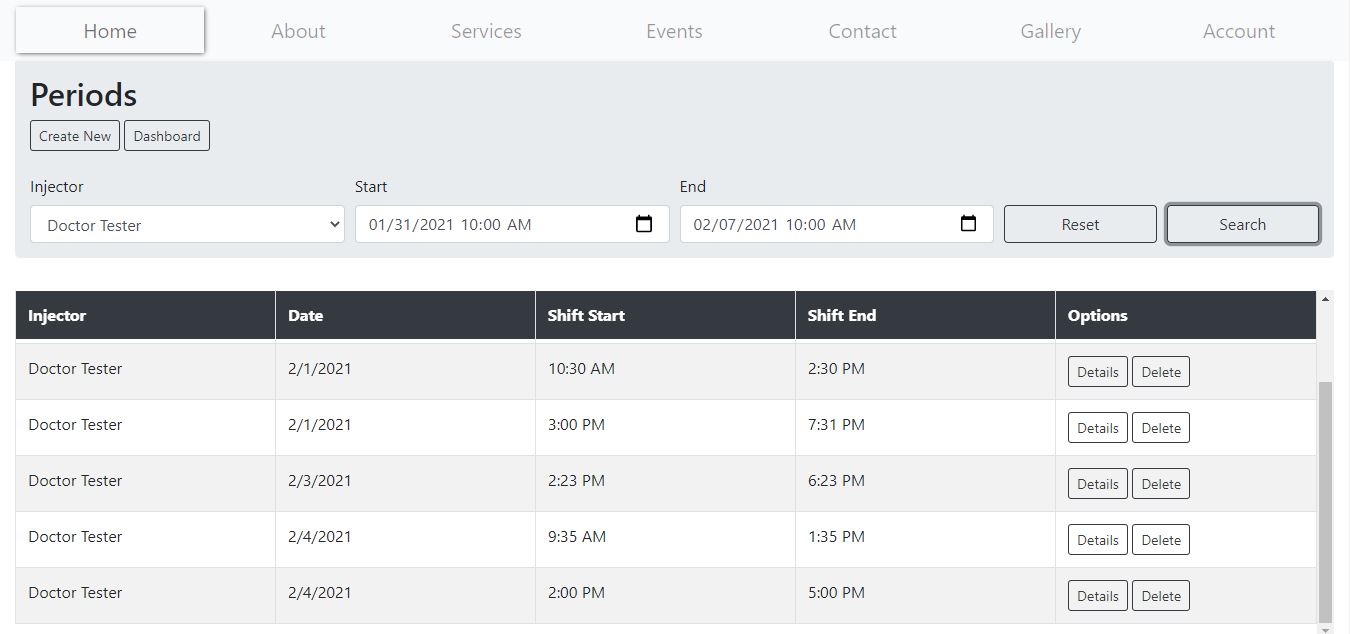 Home About Services Events Contact Gallery Account
Periods
Create New Dashboard
Injector Start End
Doctor Tester 01/31/2021 10:00 AM 02/07/2021 10:00 AM Reset Search
Injector Date Shift Start Shift End Options
Doctor Tester 2/1/2021 10:30 AM 2:30 PM Details Delete
Doctor Tester 2/1/2021 3:00 PM 7:31 PM Details Delete
Doctor Tester 2/3/2021 2:23 PM 6:23 PM Details Delete
Doctor Tester 2/4/2021 9:35 AM 1:35 PM Details Delete
Doctor Tester 2/4/2021 2:00 PM 5:00 PM Details Delete